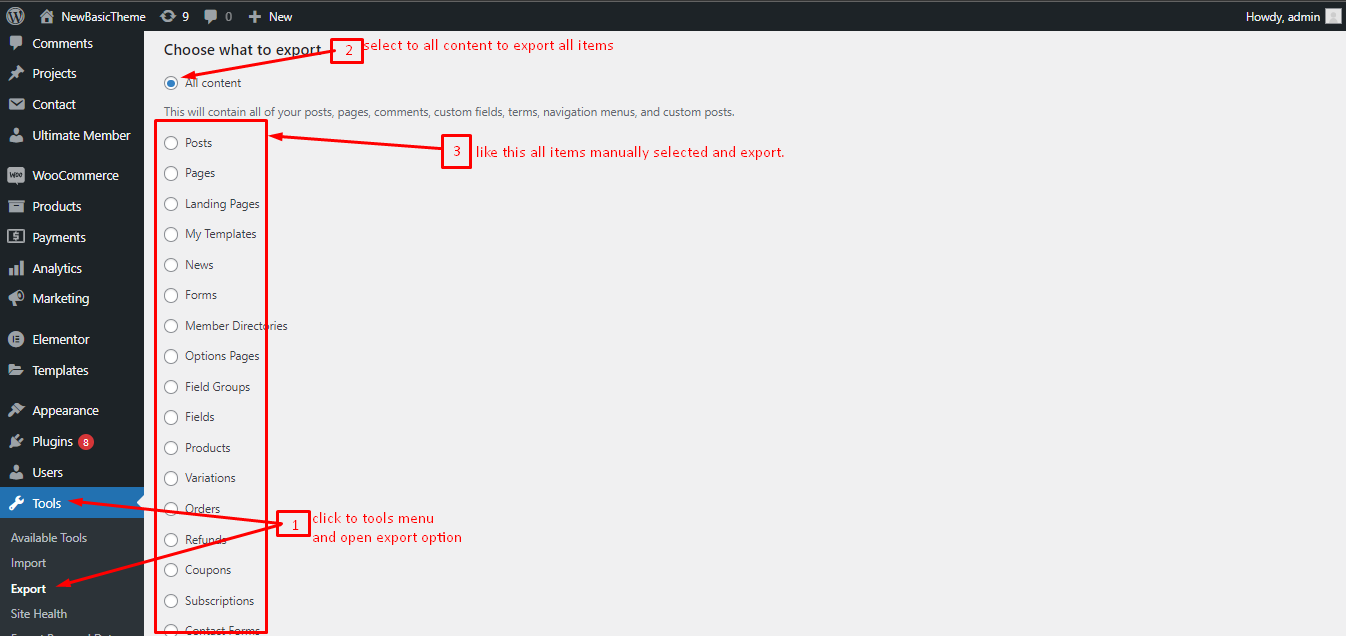 NewBasicTheme 9 0 New Howdy, admin
Comments
Projects
Contact
Ultimate Member
WooCommerce
Products
Payments
Analytics
Marketing
Elementor
Templates
Appearance
Plugins 8
Users
Tools
Available Tools
Import
Export
Site Health
Choose what to export
2 select to all content to export all items
All content
This will contain all of your posts, pages, comments, custom fields, terms, navigation menus, and custom posts.
Posts
3 like this all items manually selected and export.
Pages
Landing Pages
My Templates
News
Forms
Member Directories
Options Pages
Field Groups
Fields
Products
Variations
Orders
1 click to tools menu
and open export option
Refunds
Coupons
Subscriptions
Contact Forms